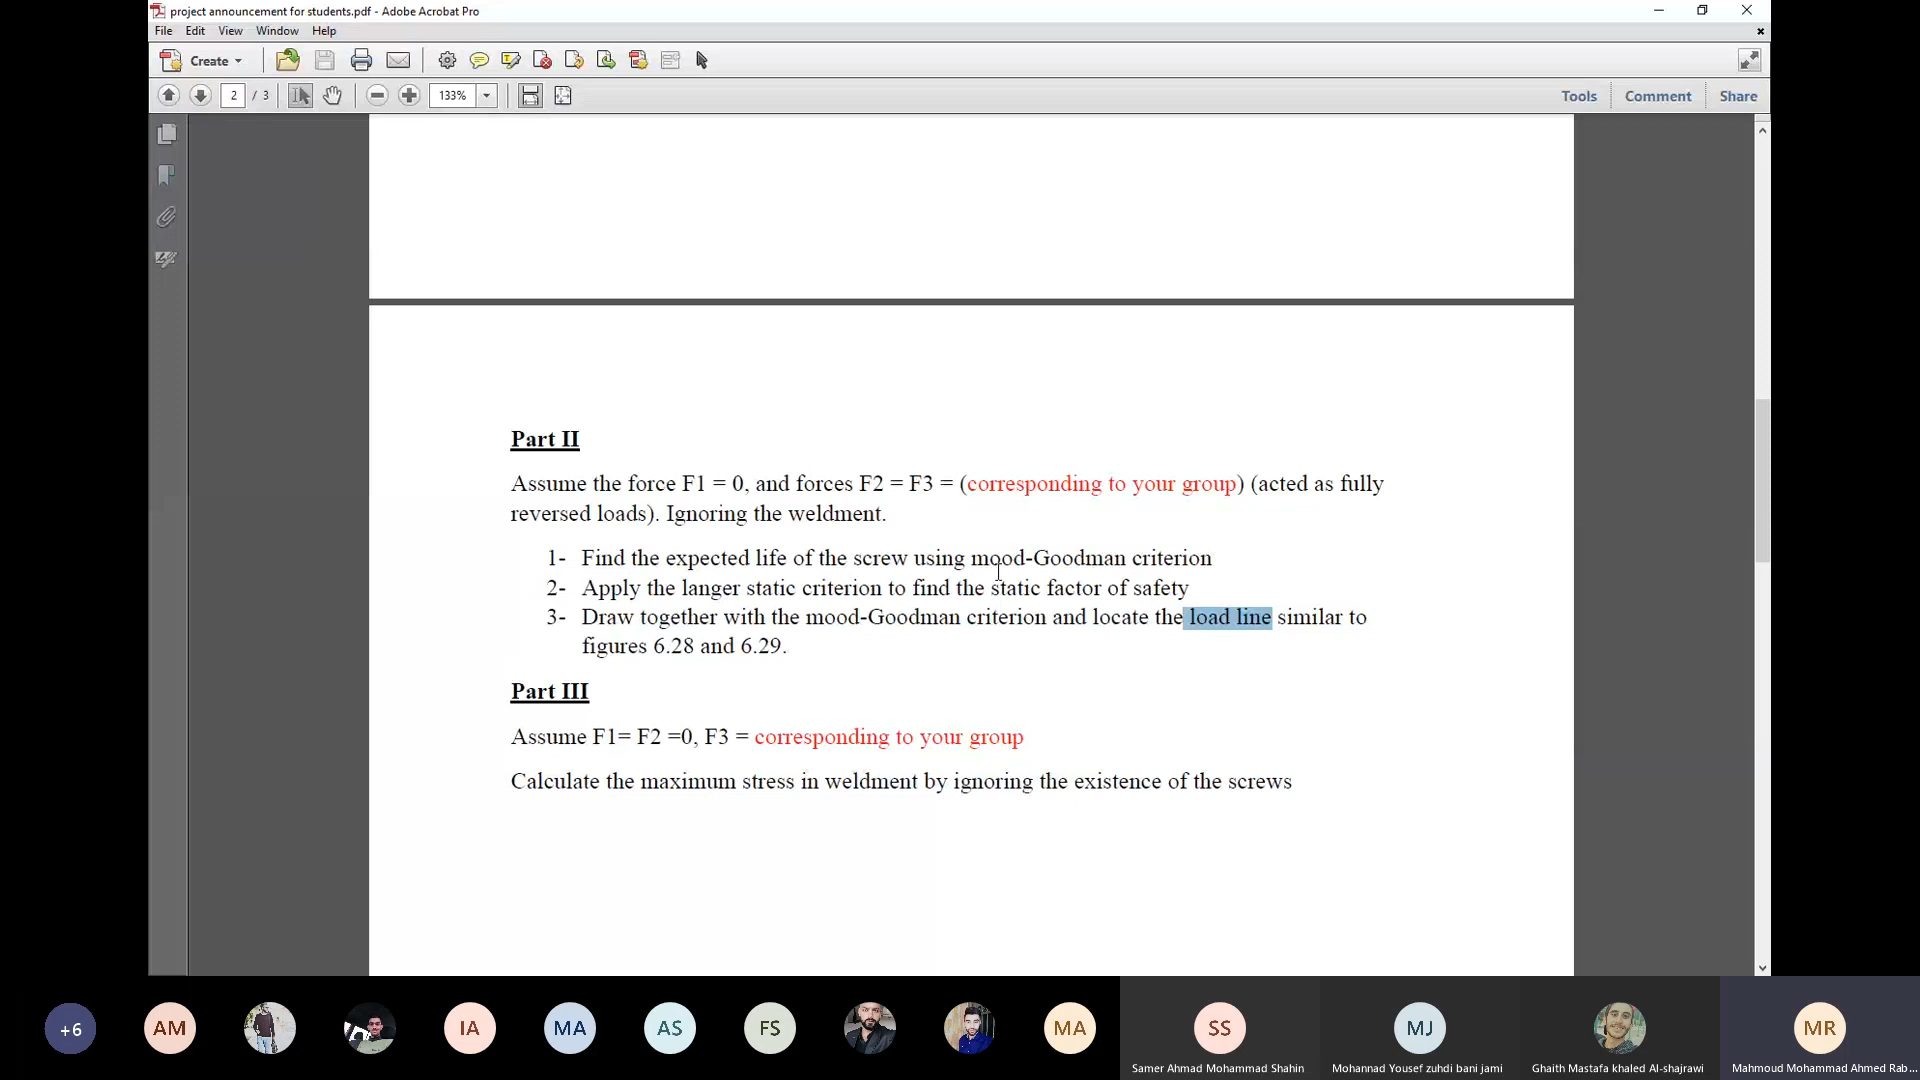 project announcement for students.pdf - Adobe Acrobat Pro
File Edit View Window Help
Create
2 / 3 133% Tools Comment Share
Part II
Assume the force F1 = 0, and forces F2 = F3 = (corresponding to your group) (acted as fully
reversed loads). Ignoring the weldment.
1- Find the expected life of the screw using mood-Goodman criterion
2- Apply the langer static criterion to find the static factor of safety
3- Draw together with the mood-Goodman criterion and locate the load line similar to
figures 6.28 and 6.29.
Part III
Assume F1= F2 =0, F3 = corresponding to your group
Calculate the maximum stress in weldment by ignoring the existence of the screws
+6 AM IA MA AS FS MA SS MJ MR
Samer Ahmad Mohammad Shahin Mohannad Yousef zuhdi bani jami Ghaith Mastafa khaled Al-shajrawi Mahmoud Mohammad Ahmed Rab...